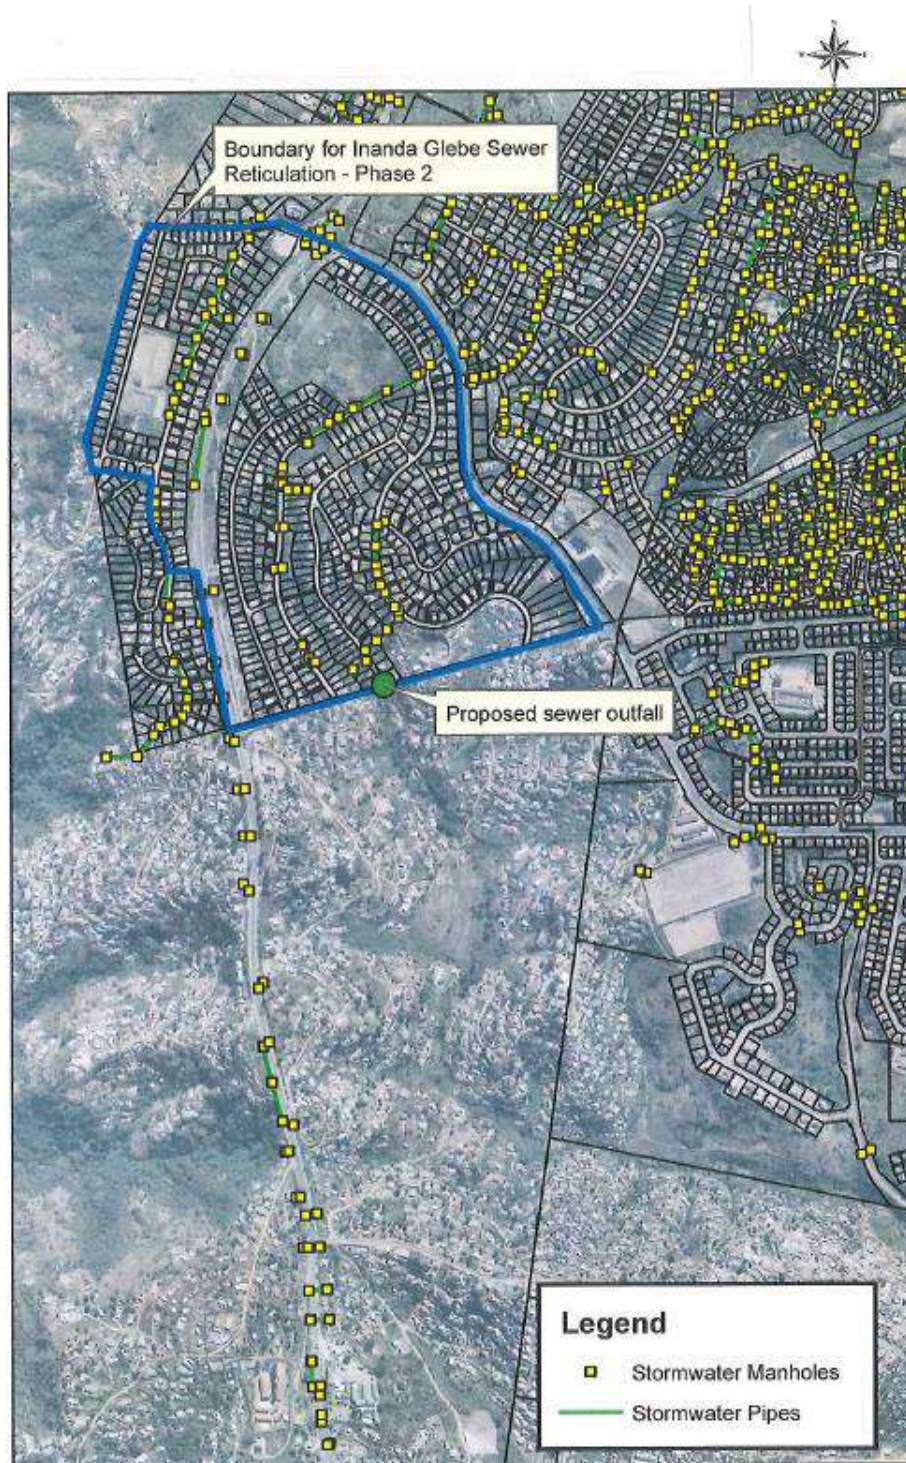 N
Boundary for Inanda Glebe Sewer
Reticulation - Phase 2
Proposed sewer outfall
Legend
Stormwater Manholes
Stormwater Pipes